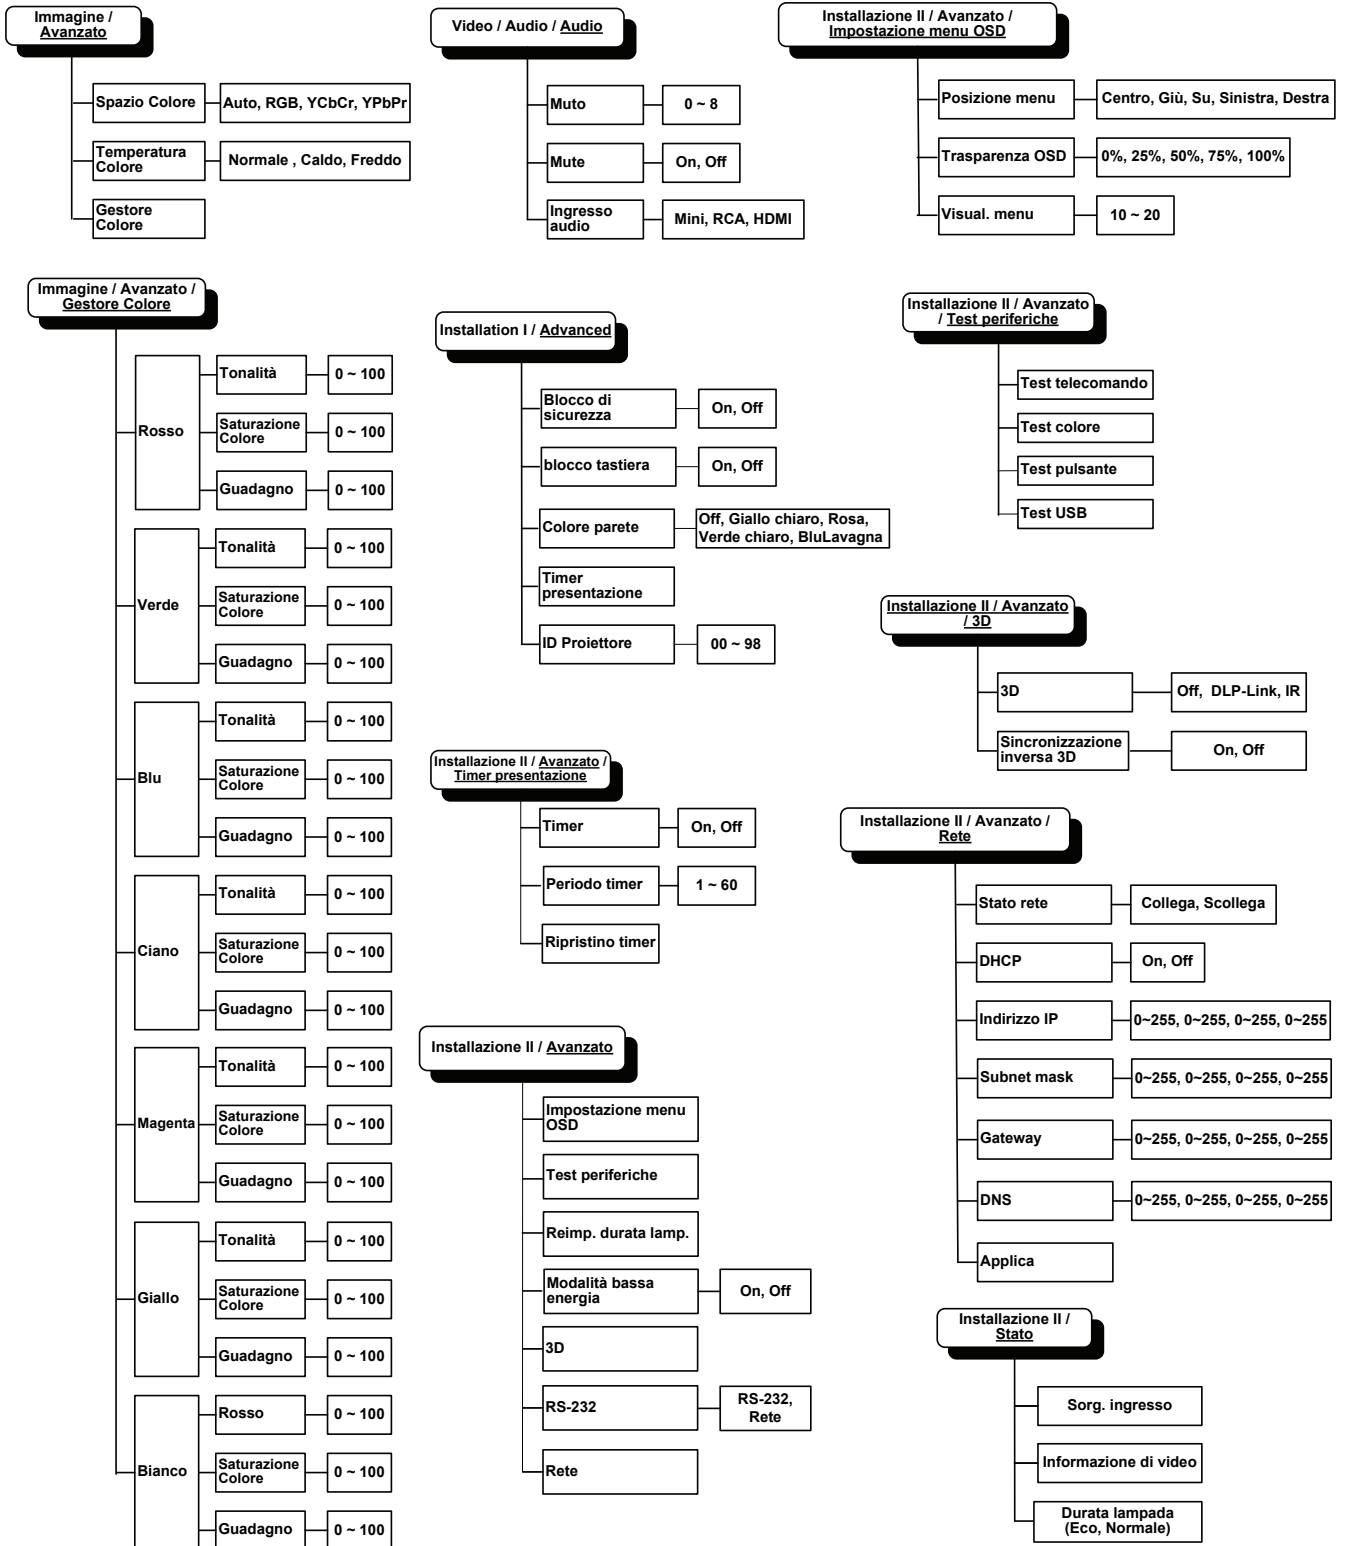 Immagine /
Avanzato
Spazio Colore
Auto, RGB, YCbCr, YPbPr
Temperatura
Colore
Normale , Caldo, Freddo
Gestore
Colore
Video / Audio / Audio
Muto
0 ~ 8
Mute
On, Off
Ingresso
audio
Mini, RCA, HDMI
Installazione II / Avanzato /
Impostazione menu OSD
Posizione menu
Centro, Giù, Su, Sinistra, Destra
Trasparenza OSD
0%, 25%, 50%, 75%, 100%
Visual. menu
10 ~ 20
Immagine / Avanzato /
Gestore Colore
Rosso
Tonalità
0 ~ 100
Saturazione
Colore
0 ~ 100
Guadagno
0 ~ 100
Verde
Tonalità
0 ~ 100
Saturazione
Colore
0 ~ 100
Guadagno
0 ~ 100
Blu
Tonalità
0 ~ 100
Saturazione
Colore
0 ~ 100
Guadagno
0 ~ 100
Ciano
Tonalità
0 ~ 100
Saturazione
Colore
0 ~ 100
Guadagno
0 ~ 100
Magenta
Tonalità
0 ~ 100
Saturazione
Colore
0 ~ 100
Guadagno
0 ~ 100
Giallo
Tonalità
0 ~ 100
Saturazione
Colore
0 ~ 100
Guadagno
0 ~ 100
Bianco
Rosso
0 ~ 100
Saturazione
Colore
0 ~ 100
Guadagno
0 ~ 100
Installation I / Advanced
Blocco di
sicurezza
On, Off
blocco tastiera
On, Off
Colore parete
Off, Giallo chiaro, Rosa,
Verde chiaro, BluLavagna
Timer
presentazione
ID Proiettore
00 ~ 98
Installazione II / Avanzato /
Timer presentazione
Timer
On, Off
Periodo timer
1 ~ 60
Ripristino timer
Installazione II / Avanzato
Impostazione menu
OSD
Test periferiche
Reimp. durata lamp.
Modalità bassa
energia
On, Off
3D
RS-232
RS-232,
Rete
Rete
Installazione II / Avanzato
/ Test periferiche
Test telecomando
Test colore
Test pulsante
Test USB
Installazione II / Avanzato
/ 3D
3D
Off, DLP-Link, IR
Sincronizzazione
inversa 3D
On, Off
Installazione II / Avanzato /
Rete
Stato rete
Collega, Scollega
DHCP
On, Off
Indirizzo IP
0~255, 0~255, 0~255, 0~255
Subnet mask
0~255, 0~255, 0~255, 0~255
Gateway
0~255, 0~255, 0~255, 0~255
DNS
0~255, 0~255, 0~255, 0~255
Applica
Installazione II /
Stato
Sorg. ingresso
Informazione di video
Durata lampada
(Eco, Normale)